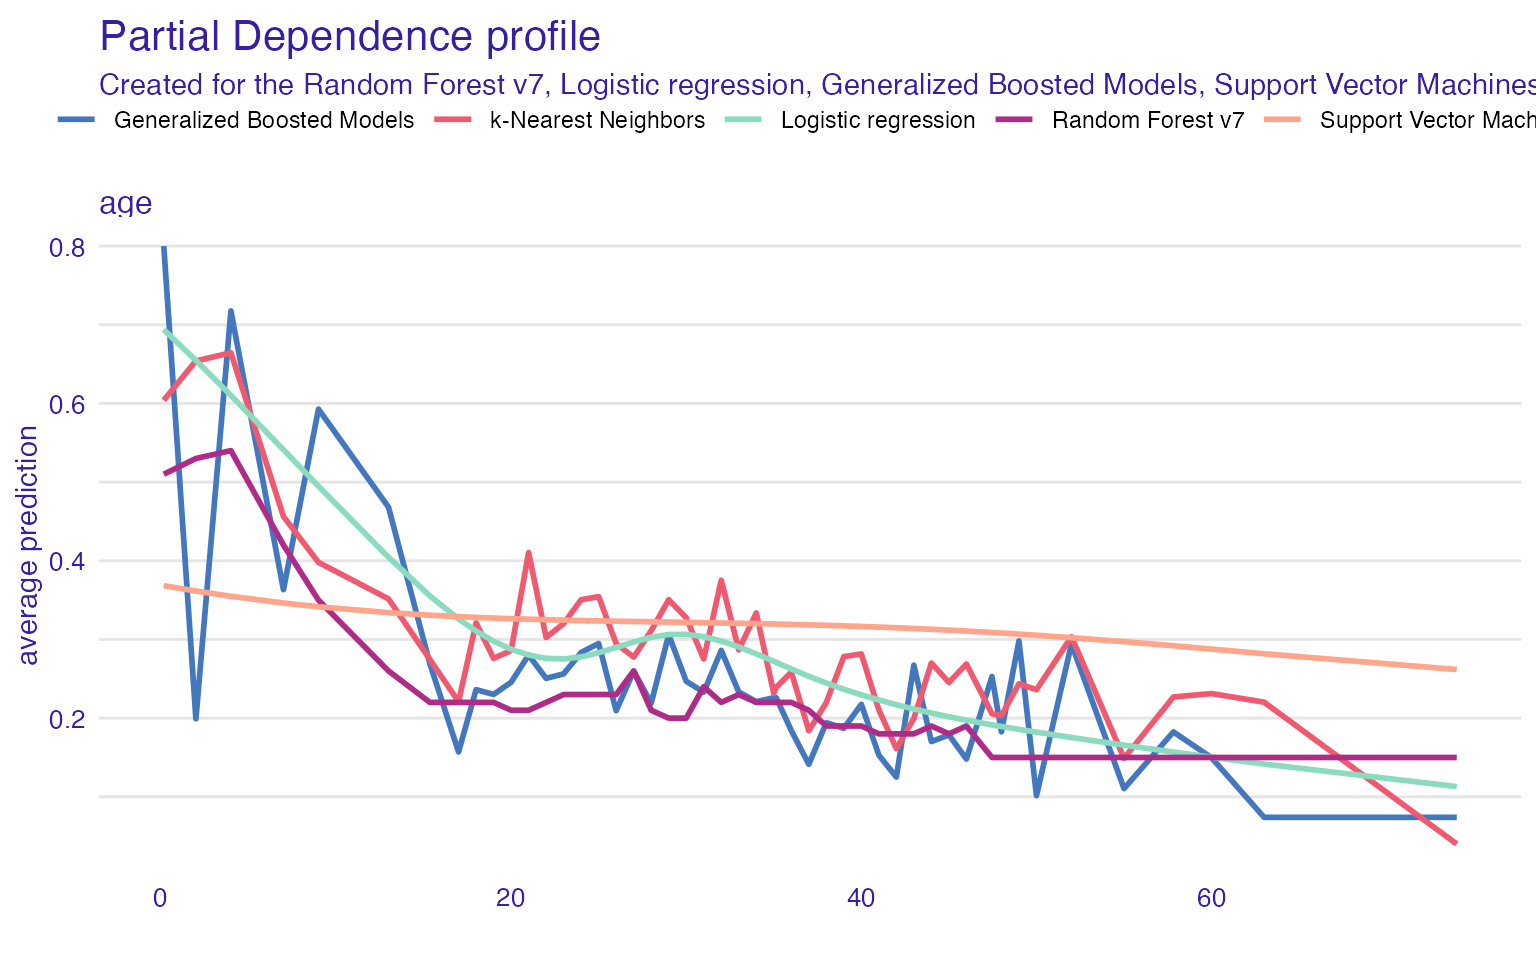 Partial Dependence profile
Created for the Random Forest v7, Logistic regression, Generalized Boosted Models, Support Vector Machines
Generalized Boosted Models k-Nearest Neighbors Logistic regression Random Forest v7 Support Vector Mach
age
0.8
0.6
0.4
0.2
average prediction
0 20 40 60